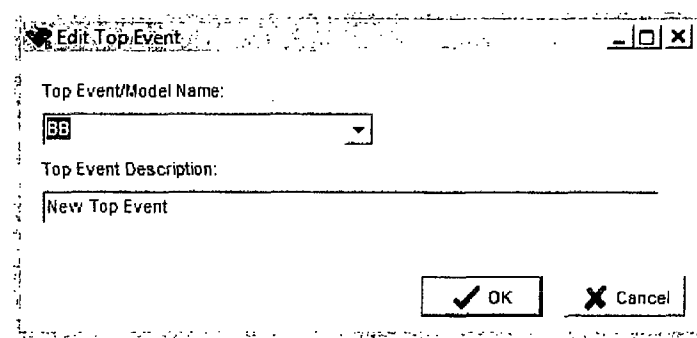 Edit Top Event
Top Event/Model Name:
BB
Top Event Description:
New Top Event
OK
Cancel